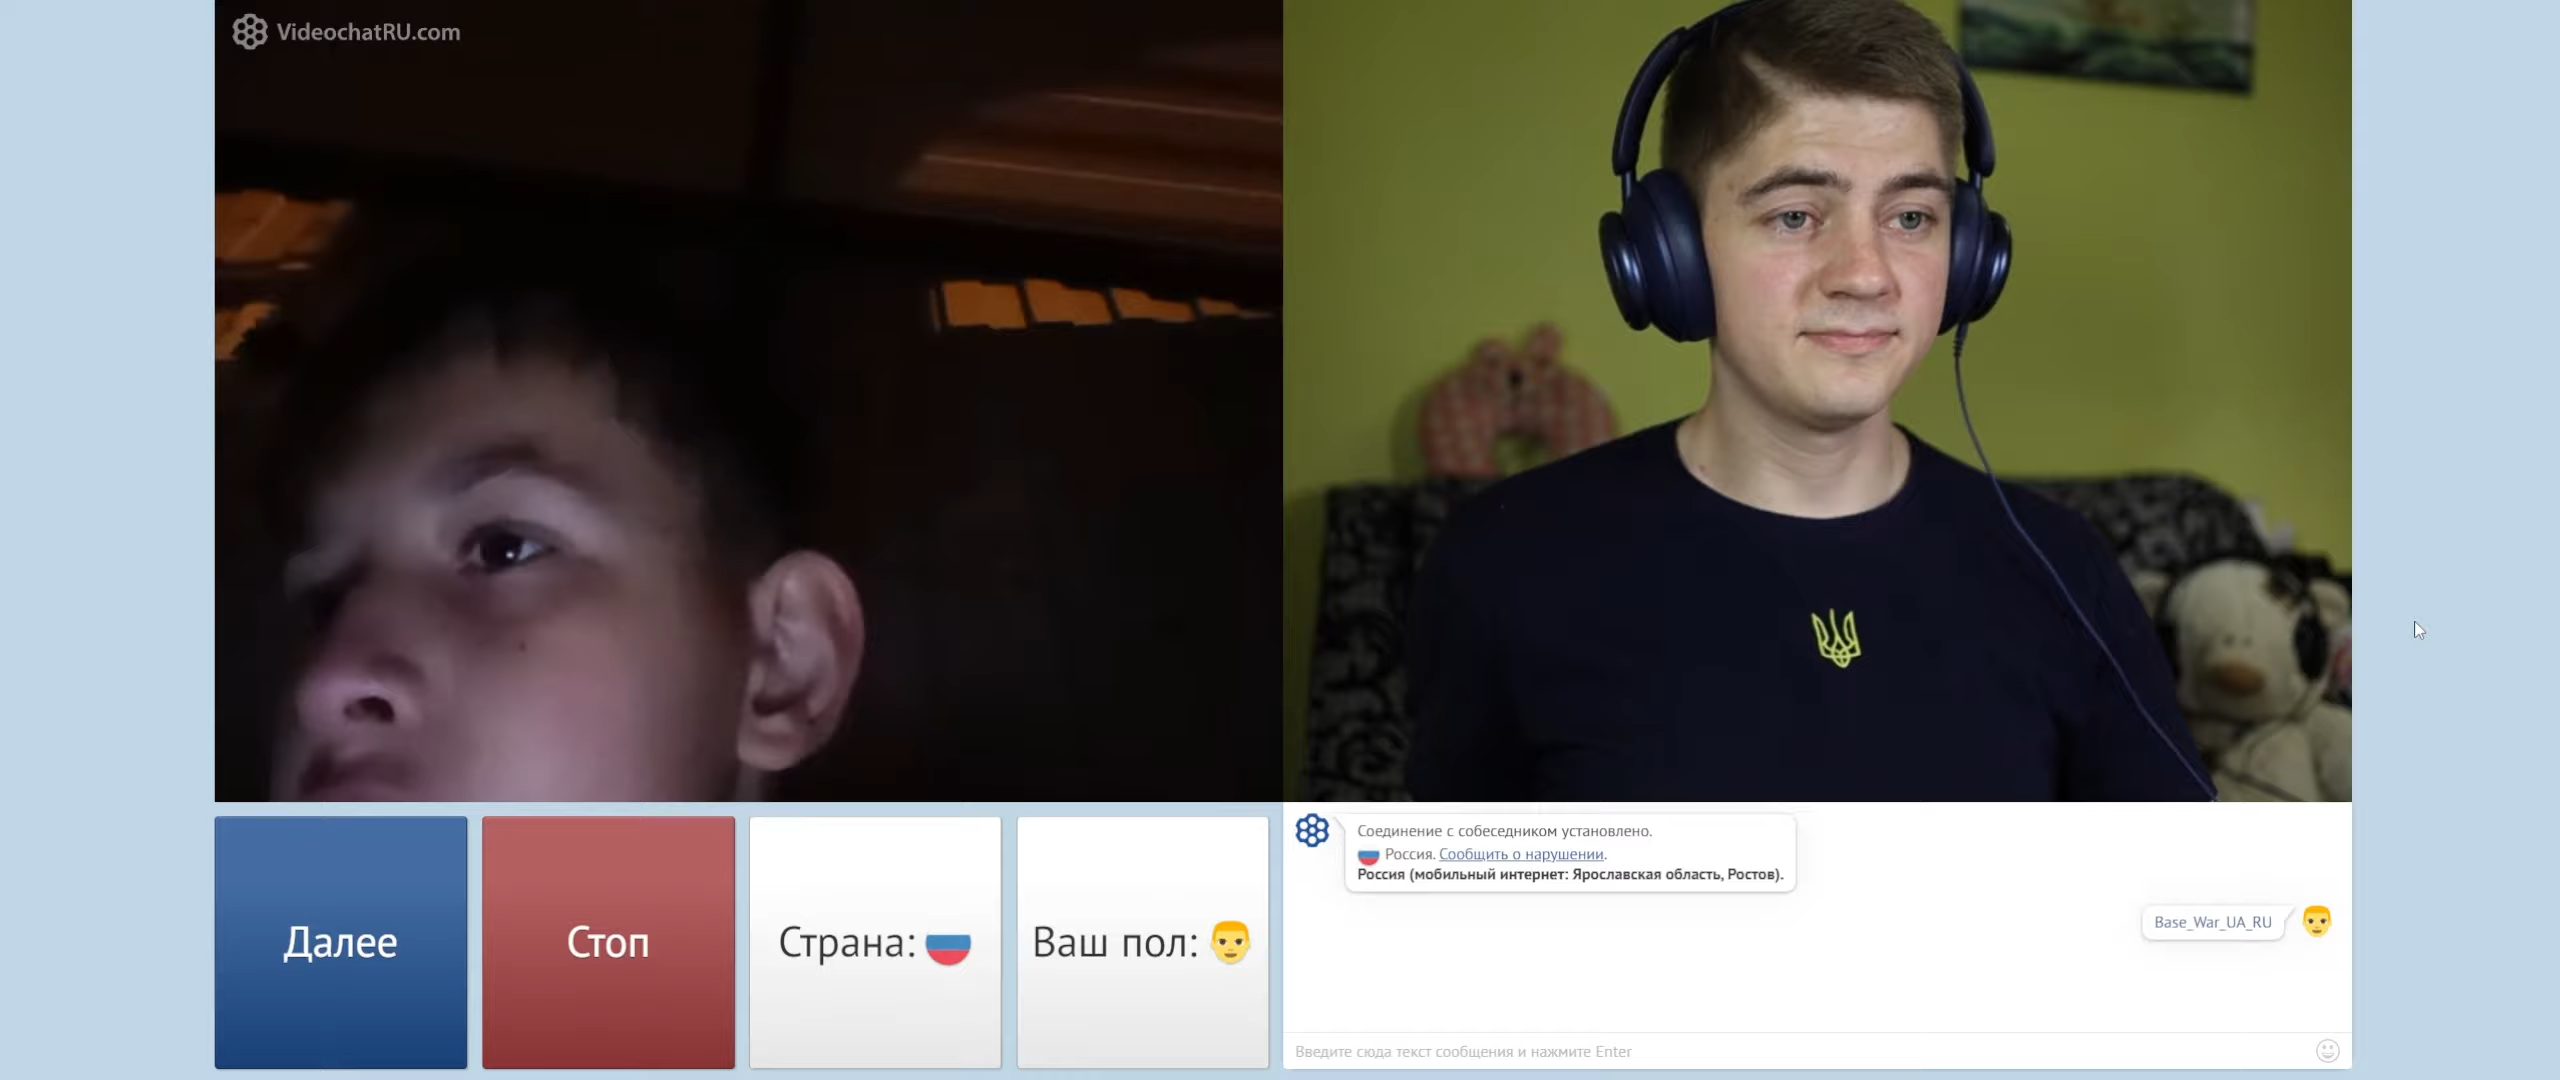 VideochatRU.com
Далее
Стоп
Страна:
Ваш пол:
Соединение с собеседником установлено.
Россия. Сообщить о нарушении.
Россия (мобильный интернет: Ярославская область, Ростов).
Base_War_UA_RU
Введите сюда текст сообщения и нажмите Enter